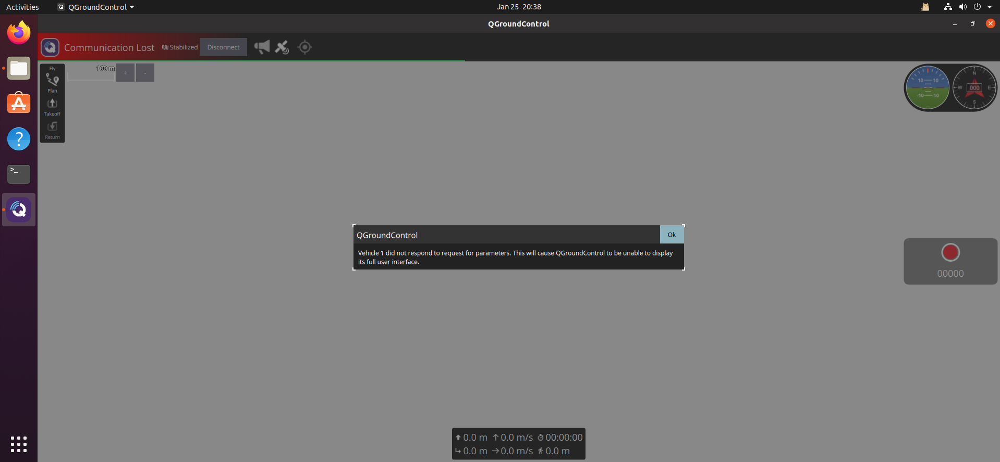 Activities
QGroundControl
Jan 25 20:38
QGroundControl
Communication Lost
Stabilized
Disconnect
Fly
100 m
+
-
Plan
Takeoff
Return
10 10
-10 -10
N
W 000 E
S
>_
?
QGroundControl
Ok
Vehicle 1 did not respond to request for parameters. This will cause QGroundControl to be unable to display
its full user interface.
00000
0.0 m 0.0 m/s 00:00:00
0.0 m 0.0 m/s 0.0 m